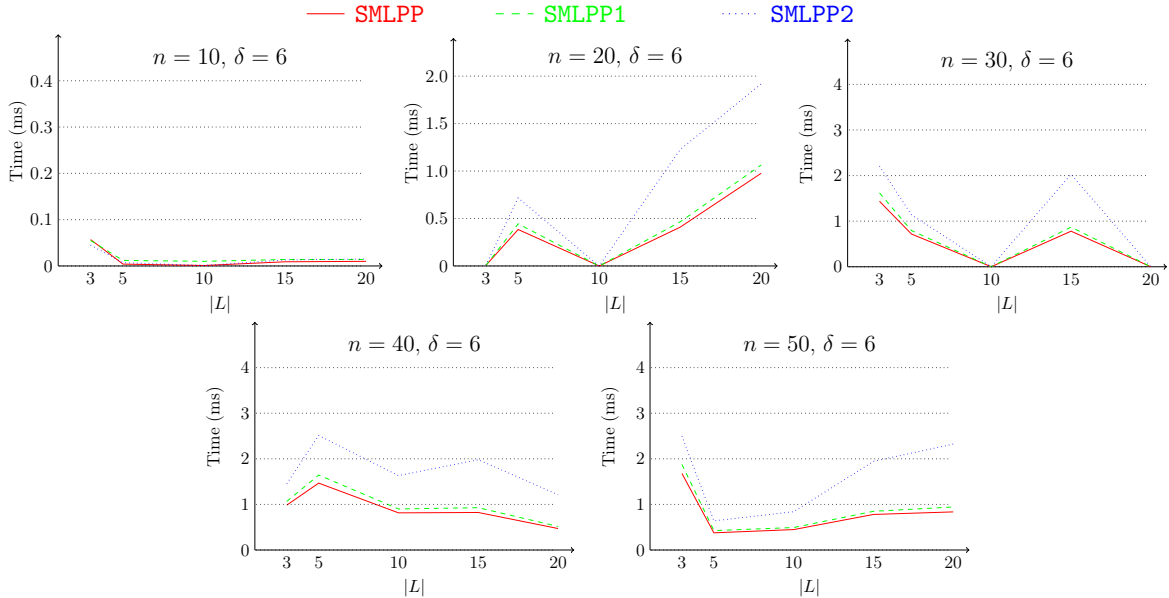 SMLPP SMLPP1 SMLPP2
n = 10, δ = 6
Time (ms)
0.4
0.3
0.2
0.1
0
3 5 10 15 20
|L|
n = 20, δ = 6
Time (ms)
2.0
1.5
1.0
0.5
0
3 5 10 15 20
|L|
n = 30, δ = 6
Time (ms)
4
3
2
1
0
3 5 10 15 20
|L|
n = 40, δ = 6
Time (ms)
4
3
2
1
0
3 5 10 15 20
|L|
n = 50, δ = 6
Time (ms)
4
3
2
1
0
3 5 10 15 20
|L|